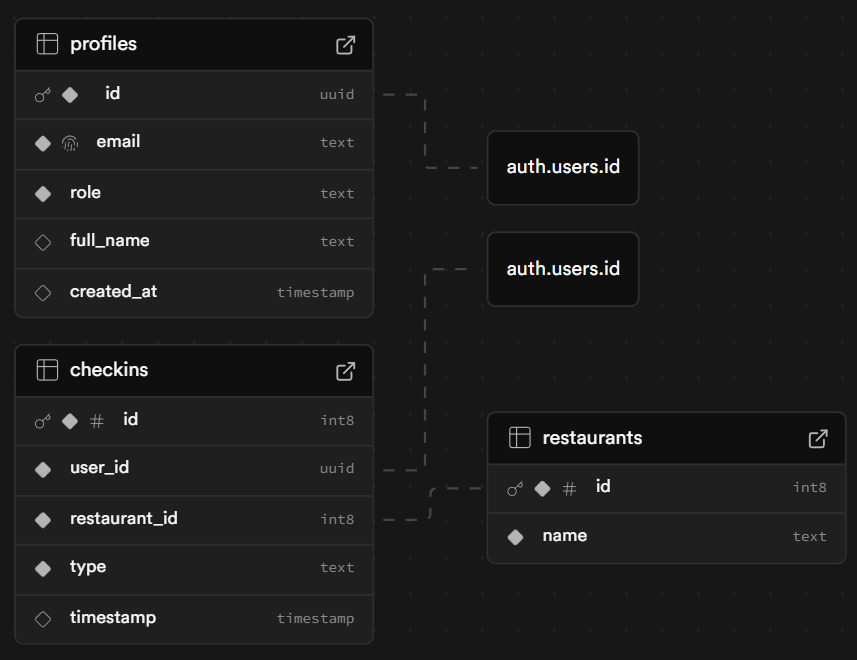 profiles
id uuid
email text
role text
full_name text
created_at timestamp
auth.users.id
auth.users.id
checkins
# id int8
user_id uuid
restaurant_id int8
type text
timestamp timestamp
restaurants
# id int8
name text